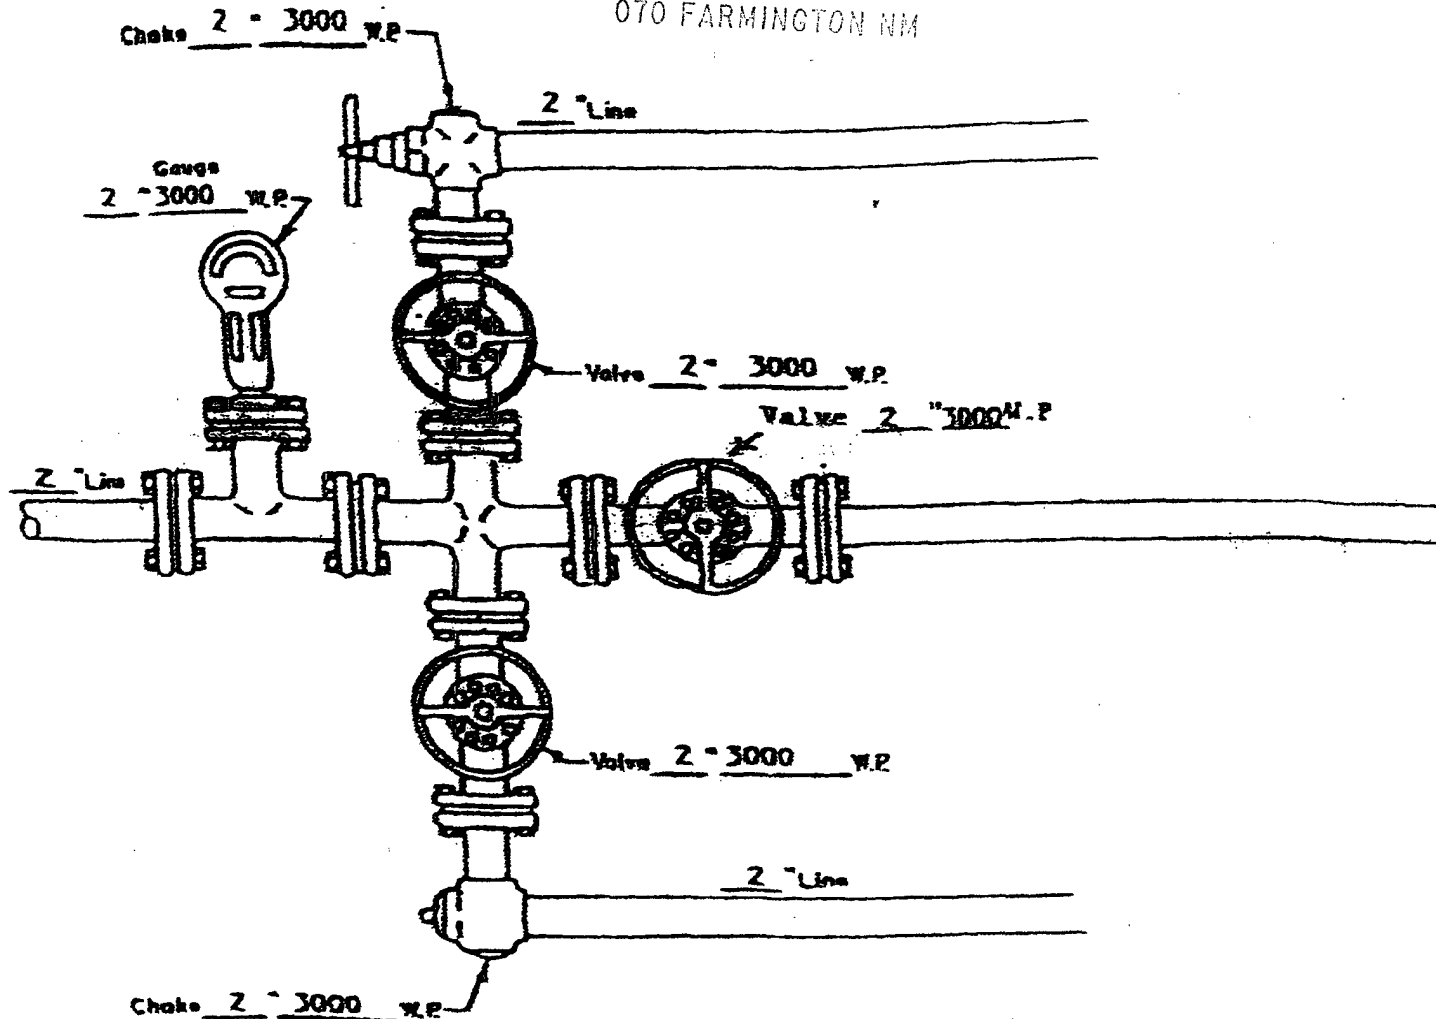 070 FARMINGTON NM
Choke 2 " 3000 W.P.
2 " Line
Gauge
2 " 3000 W.P.
Valve 2 " 3000 W.P.
Valve 2 " 3000 W.P
2 " Line
Valve 2 " 3000 W.P.
2 " Line
Choke 2 " 3000 W.P.